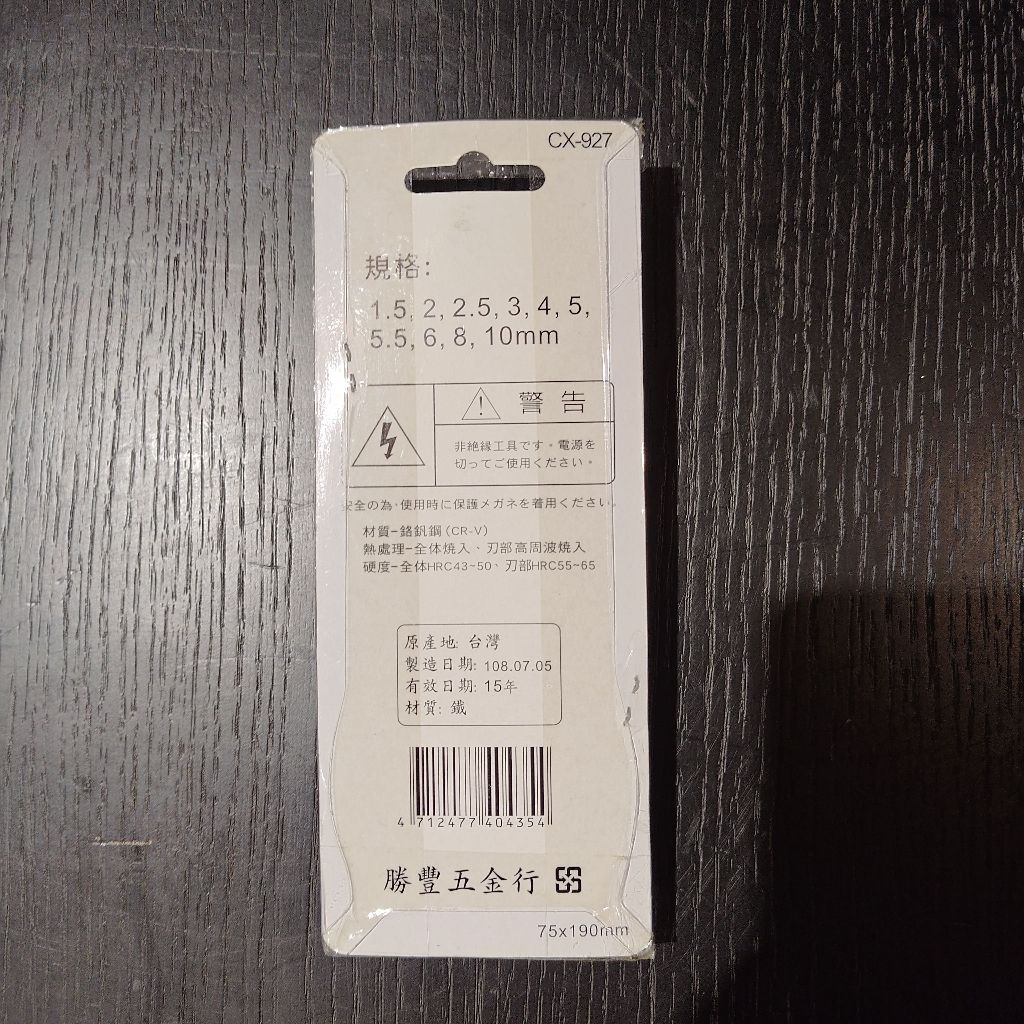 CX-927
規格:
1.5, 2, 2.5, 3, 4, 5,
5.5, 6, 8, 10mm
警告
非絶縁工具です。電源を
切ってご使用ください。
安全の為,使用時に保護メガネを着用ください。
材質-鉻釩鋼(CR-V)
熱處理-全体焼入、刃部高周波焼入
硬度-全体HRC43~50、刃部HRC55~65
原產地: 台灣
製造日期: 108.07.05
有效日期: 15年
材質: 鐵
4 712477 404354
勝豐五金行
75x190mm